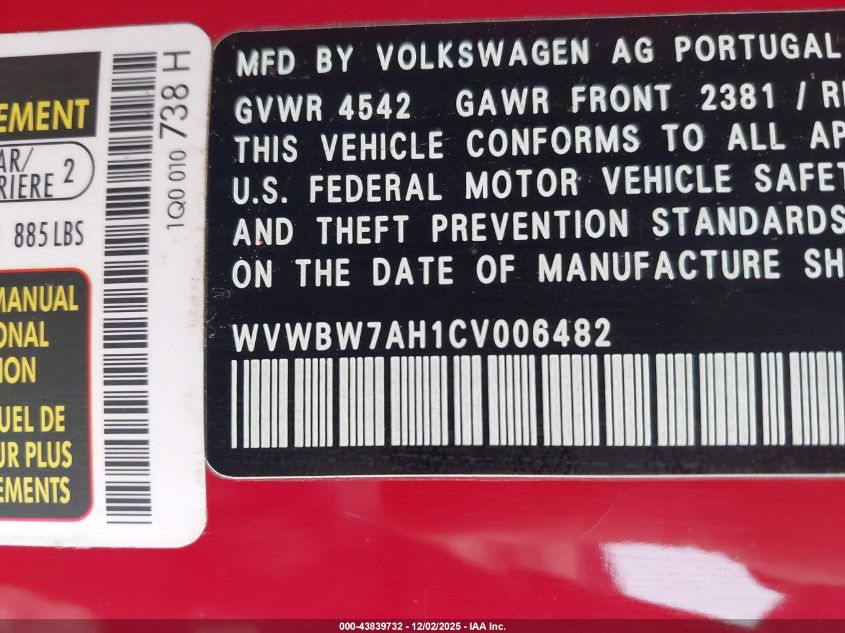 EMENT
AR/
RIERE 2
885 LBS
MANUAL
ONAL
ION
UEL DE
UR PLUS
EMENTS
1Q0 010 738 H
MFD BY VOLKSWAGEN AG PORTUGAL
GVWR 4542 GAWR FRONT 2381 / R
THIS VEHICLE CONFORMS TO ALL AP
U.S. FEDERAL MOTOR VEHICLE SAFET
AND THEFT PREVENTION STANDARDS
ON THE DATE OF MANUFACTURE SH
WVWBW7AH1CV006482
000-43839732 - 12/02/2025 - IAA Inc.